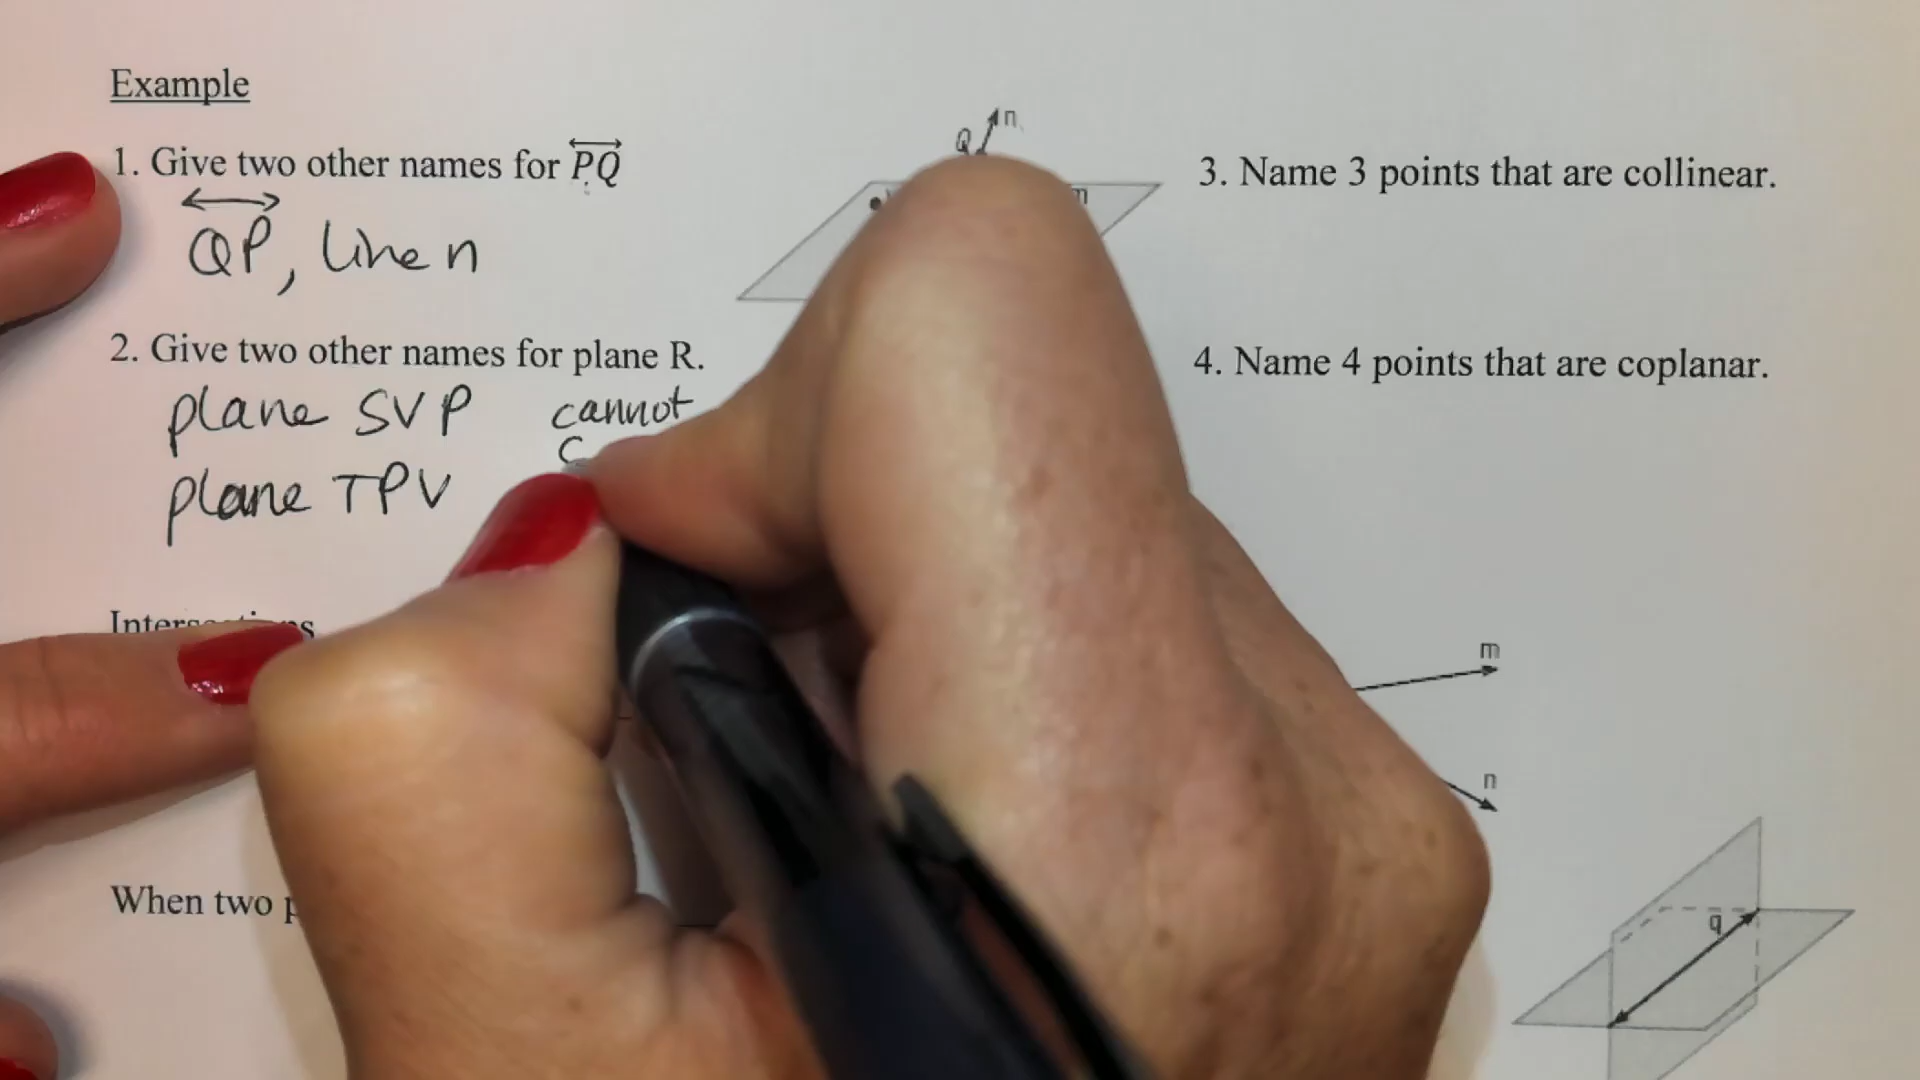 Example
1. Give two other names for PQ
QP, line n
2. Give two other names for plane R.
plane SVP
plane TPV
cannot
Q
n
3. Name 3 points that are collinear.
4. Name 4 points that are coplanar.
m
n
When two
q